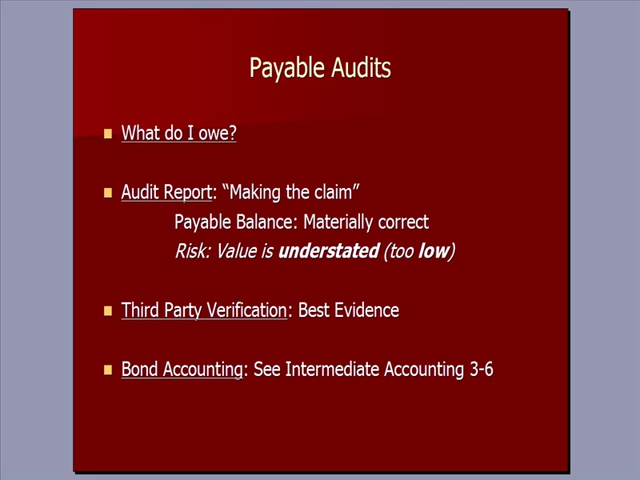 Payable Audits
What do I owe?
Audit Report: “Making the claim”
Payable Balance: Materially correct
Risk: Value is understated (too low)
Third Party Verification: Best Evidence
Bond Accounting: See Intermediate Accounting 3-6